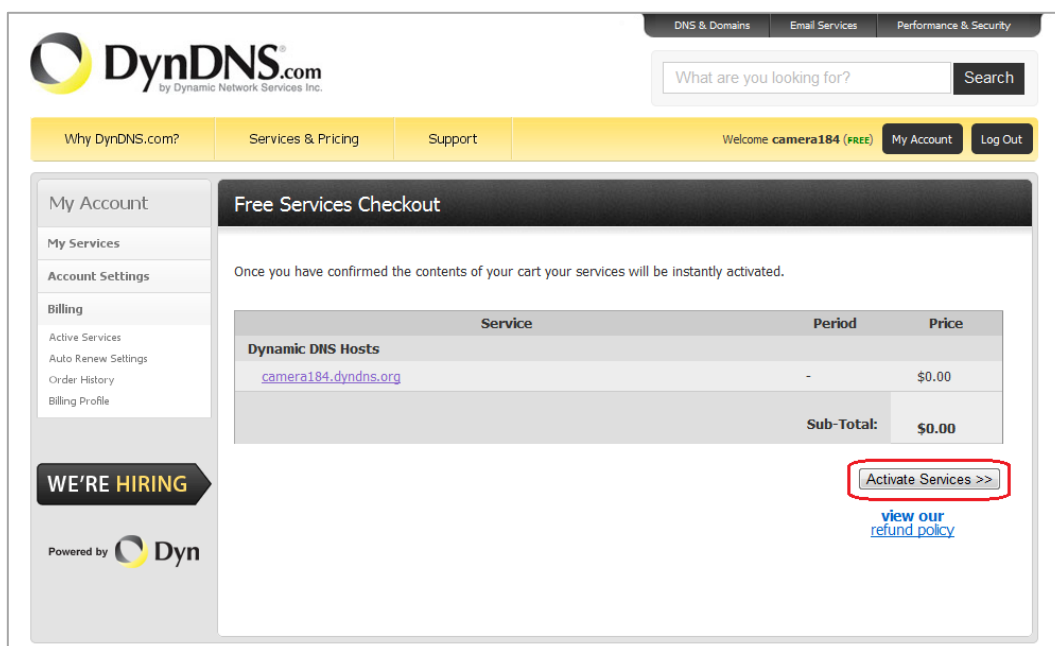 DNS & Domains Email Services Performance & Security
DynDNS.com
by Dynamic Network Services Inc.
What are you looking for? Search
Why DynDNS.com? Services & Pricing Support Welcome camera184 (FREE) My Account Log Out
My Account
My Services
Account Settings
Billing
Active Services
Auto Renew Settings
Order History
Billing Profile
WE'RE HIRING
Powered by Dyn
Free Services Checkout
Once you have confirmed the contents of your cart your services will be instantly activated.
Service Period Price
Dynamic DNS Hosts
camera184.dyndns.org - $0.00
Sub-Total: $0.00
Activate Services >>
view our
refund policy